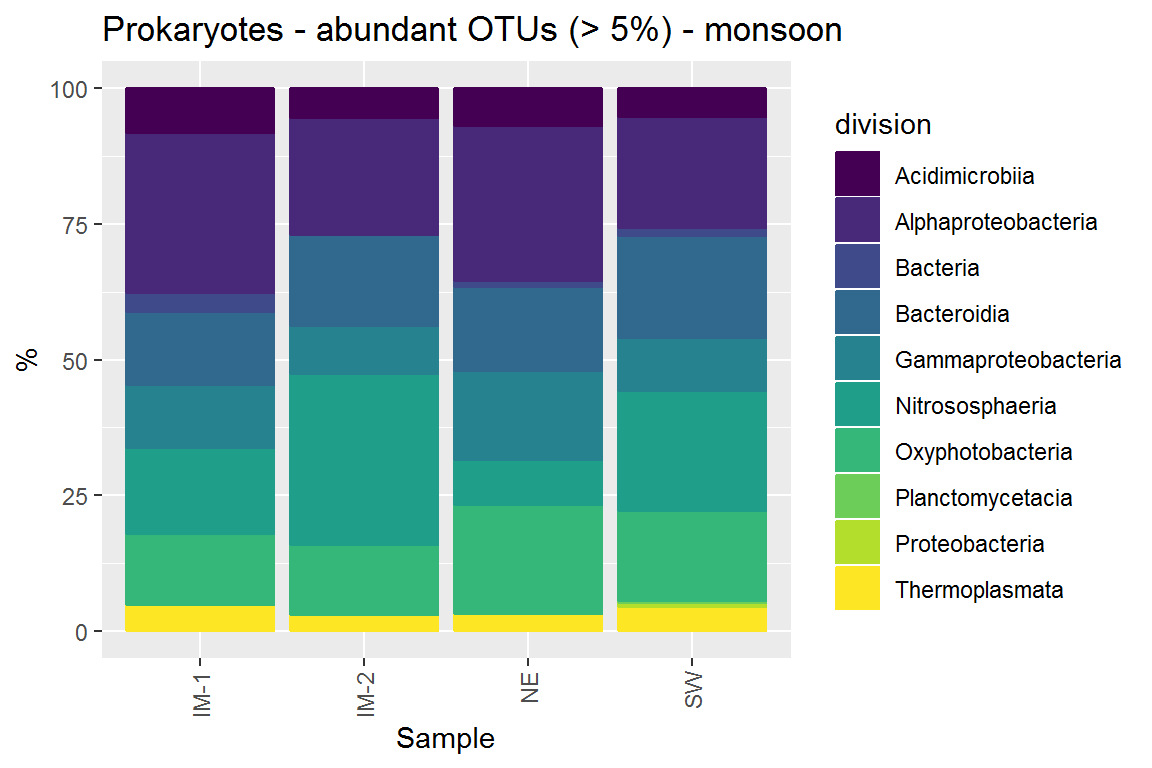 Prokaryotes - abundant OTUs (> 5%) - monsoon
100
75
50
25
0
%
IM-1
IM-2
NE
SW
Sample
division
Acidimicrobiia
Alphaproteobacteria
Bacteria
Bacteroidia
Gammaproteobacteria
Nitrososphaeria
Oxyphotobacteria
Planctomycetacia
Proteobacteria
Thermoplasmata